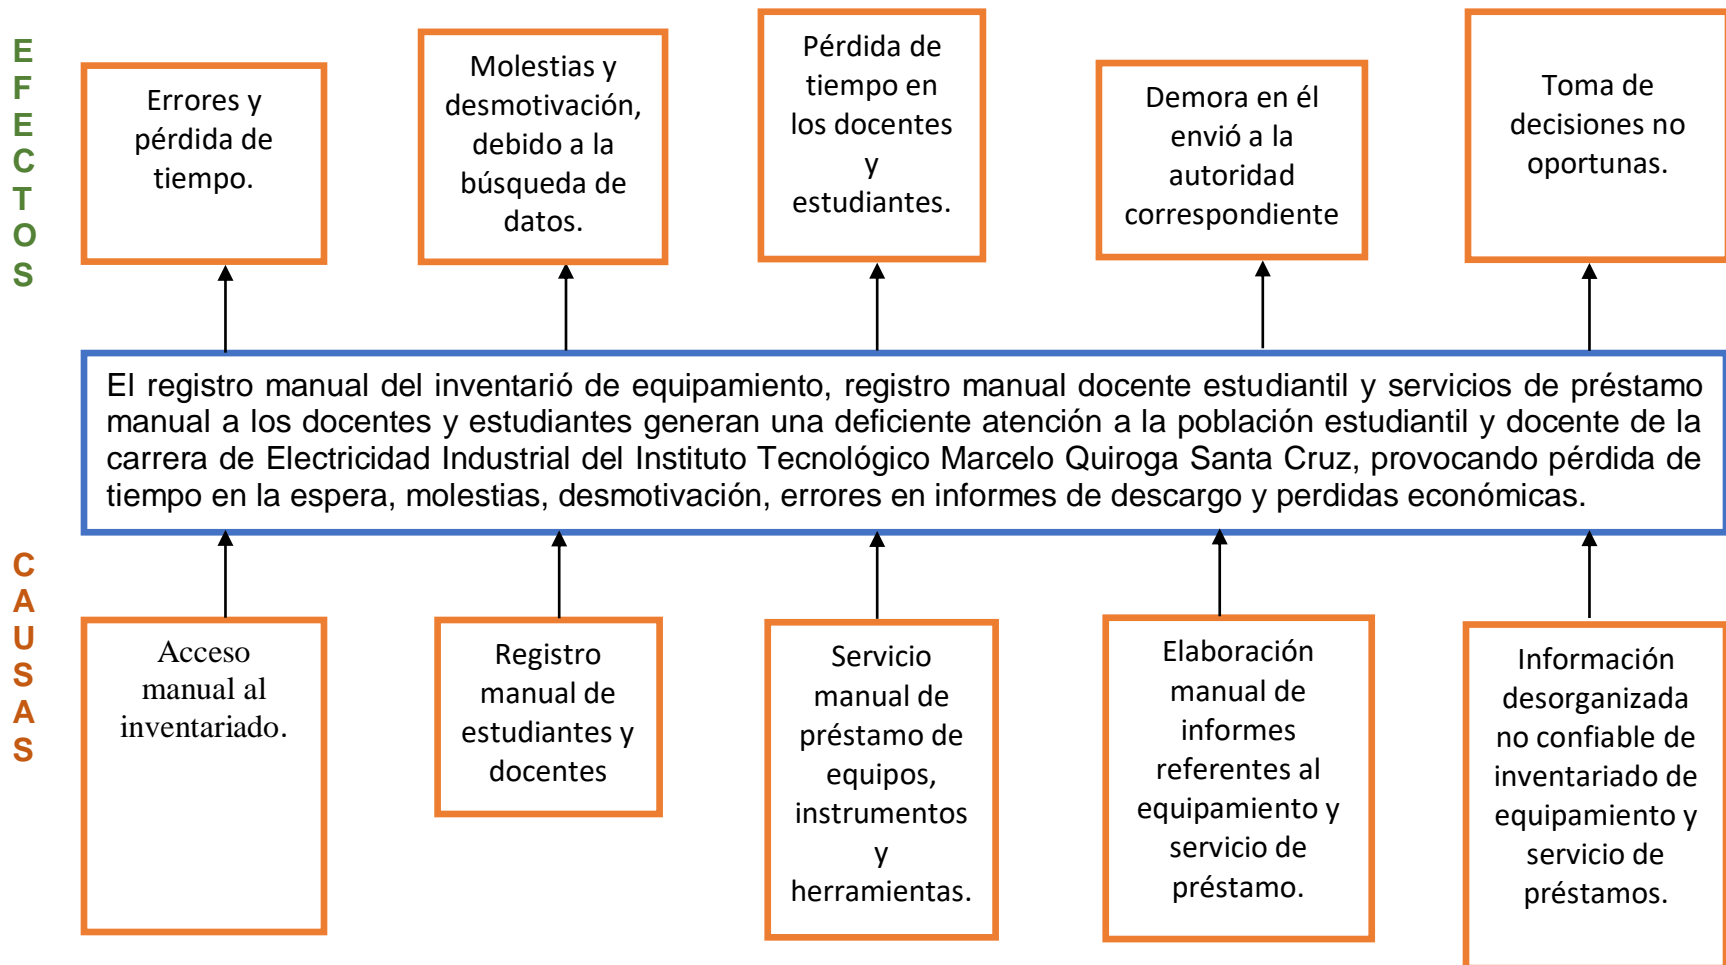 EFECTOS
Errores y
pérdida de
tiempo.
Molestias y
desmotivación,
debido a la
búsqueda de
datos.
Pérdida de
tiempo en
los docentes
y
estudiantes.
Demora en él
envió a la
autoridad
correspondiente
Toma de
decisiones no
oportunas.
El registro manual del inventarió de equipamiento, registro manual docente estudiantil y servicios de préstamo
manual a los docentes y estudiantes generan una deficiente atención a la población estudiantil y docente de la
carrera de Electricidad Industrial del Instituto Tecnológico Marcelo Quiroga Santa Cruz, provocando pérdida de
tiempo en la espera, molestias, desmotivación, errores en informes de descargo y perdidas económicas.
CAUSAS
Acceso
manual al
inventariado.
Registro
manual de
estudiantes y
docentes
Servicio
manual de
préstamo de
equipos,
instrumentos
y
herramientas.
Elaboración
manual de
informes
referentes al
equipamiento y
servicio de
préstamo.
Información
desorganizada
no confiable de
inventariado de
equipamiento y
servicio de
préstamos.